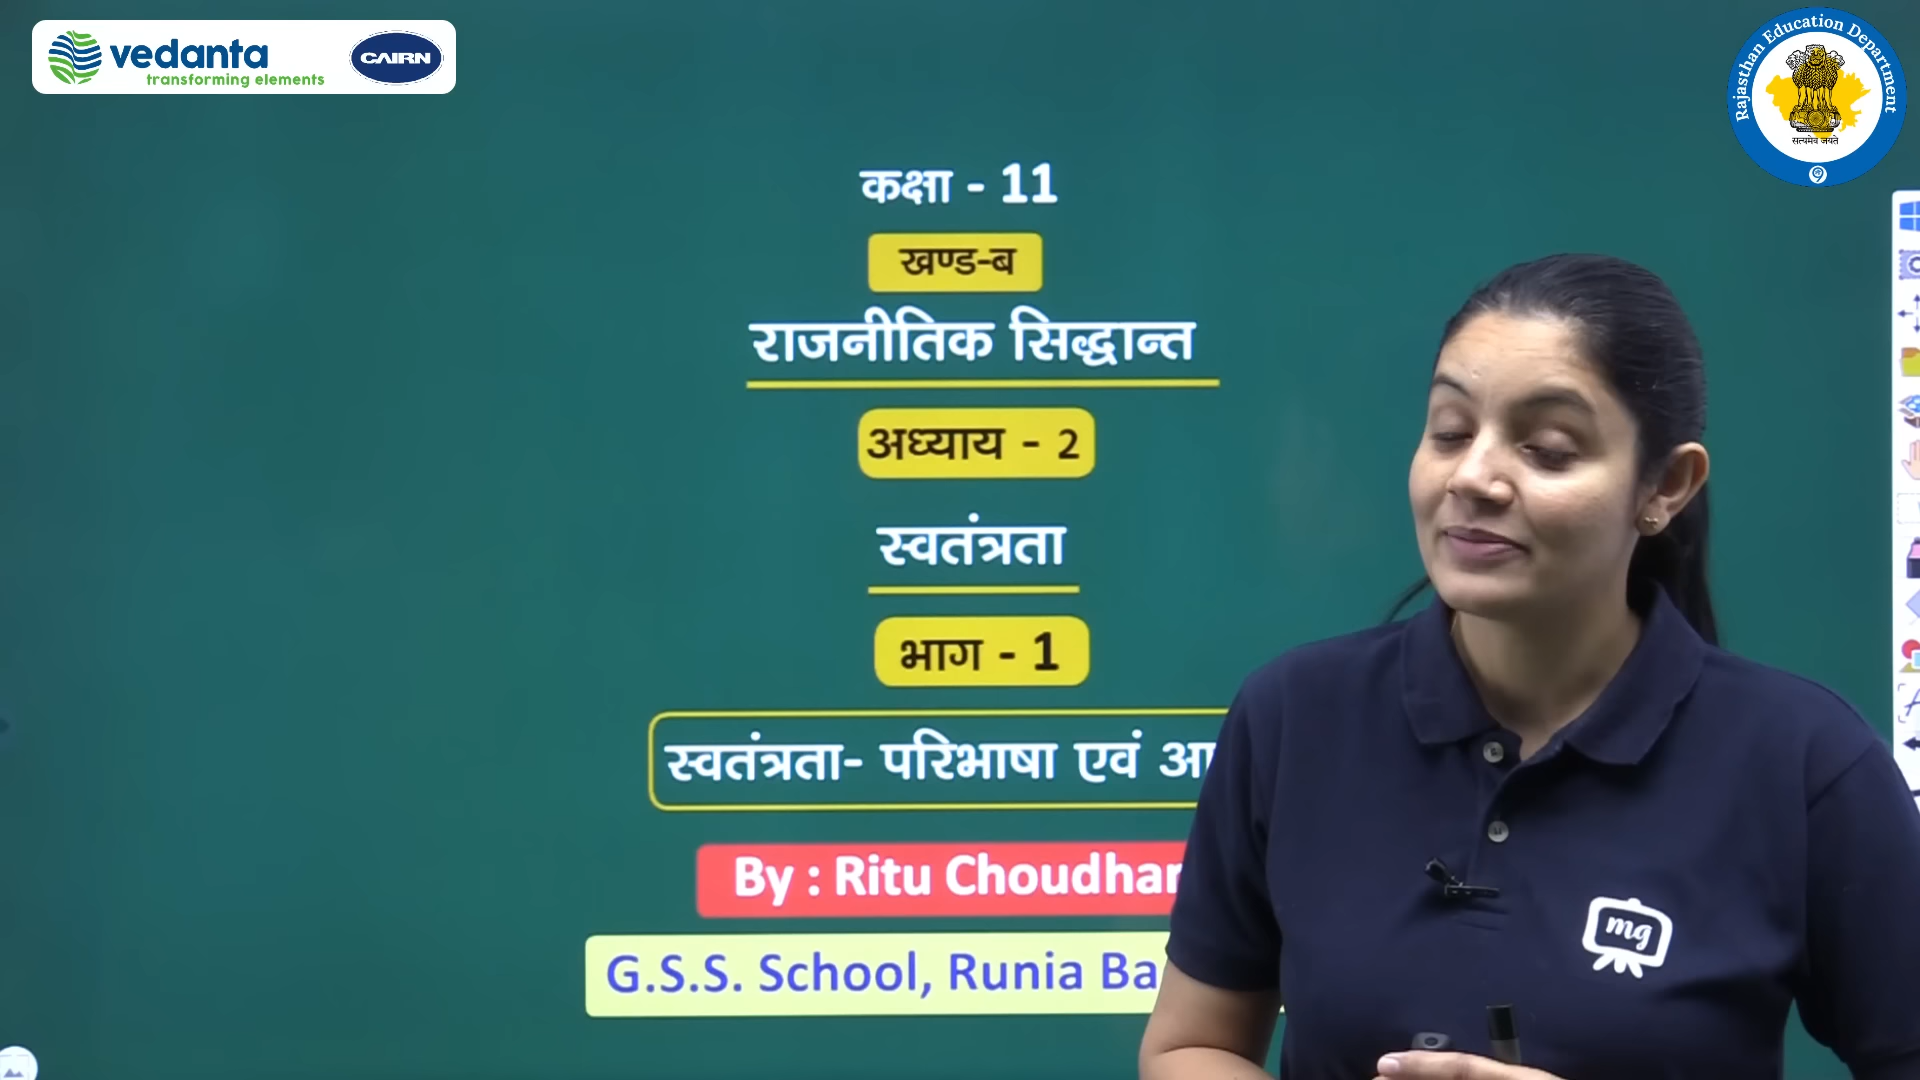 vedanta
transforming elements
CAIRN
Rajasthan Education Department
सत्यमेव जयते
कक्षा - 11
खण्ड-ब
राजनीतिक सिद्धान्त
अध्याय - 2
स्वतंत्रता
भाग - 1
स्वतंत्रता- परिभाषा एवं
By : Ritu
G.S.S. School, Runia
mg